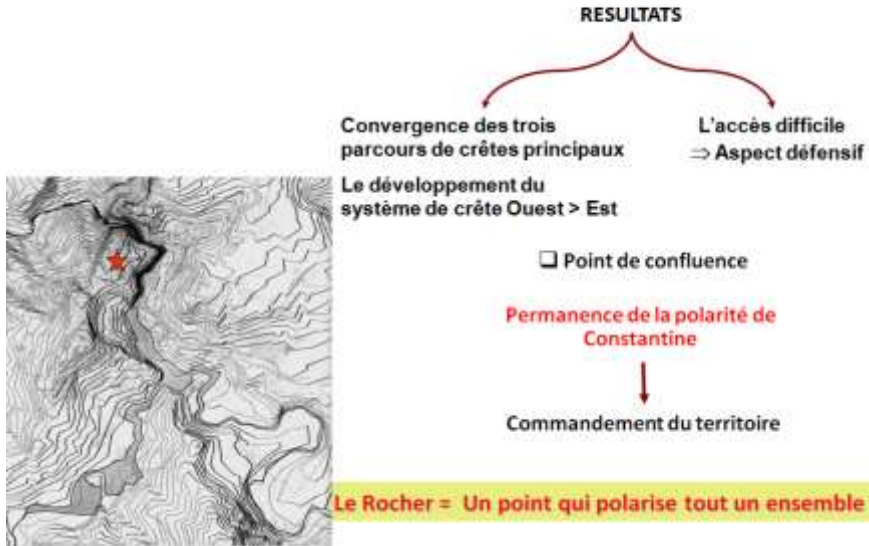 RESULTATS
Convergence des trois
parcours de crêtes principaux
Le développement du
système de crête Ouest > Est
L'accès difficile
⇒ Aspect défensif
❑ Point de confluence
Permanence de la polarité de
Constantine
Commandement du territoire
Le Rocher = Un point qui polarise tout un ensemble